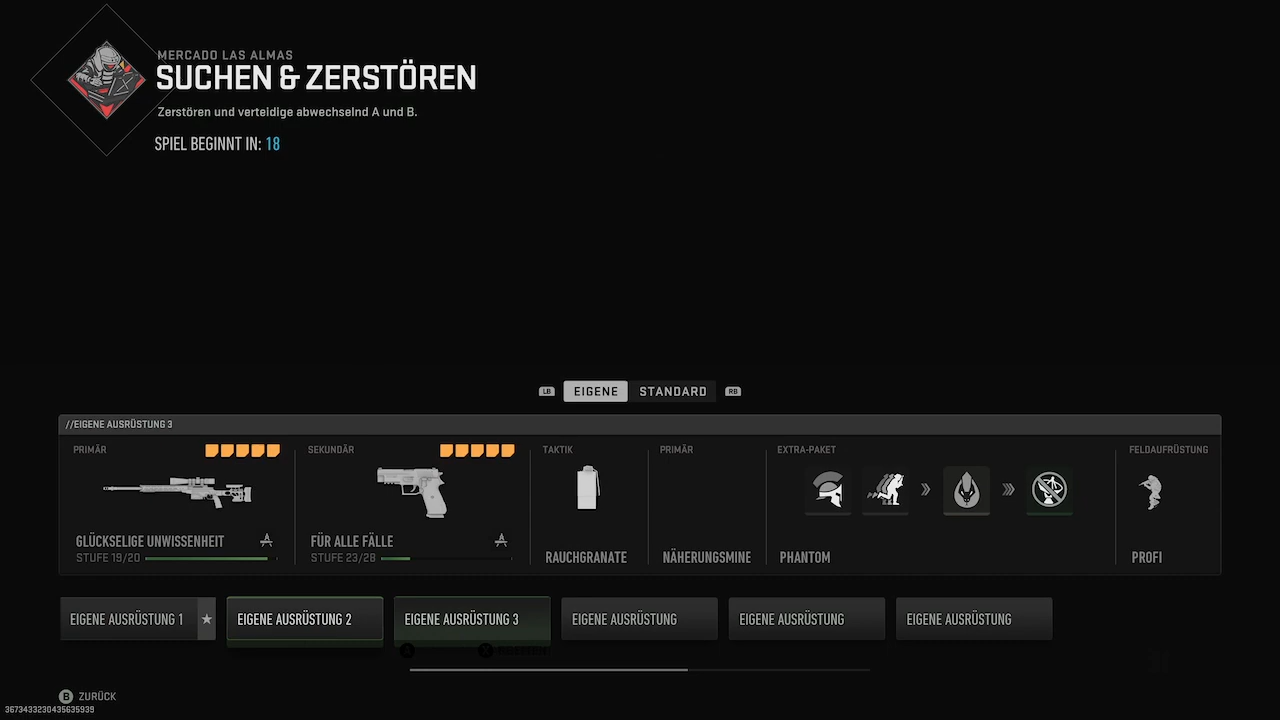 MERCADO LAS ALMAS
SUCHEN & ZERSTÖREN
Zerstören und verteidige abwechselnd A und B.
SPIEL BEGINNT IN: 18
LB EIGENE STANDARD RB
//EIGENE AUSRÜSTUNG 3
PRIMÄR SEKUNDÄR TAKTIK PRIMÄR EXTRA-PAKET FELDAUFRÜSTUNG
GLÜCKSELIGE UNWISSENHEIT FÜR ALLE FÄLLE
STUFE 19/20 STUFE 23/28 RAUCHGRANATE NÄHERUNGSMINE PHANTOM PROFI
EIGENE AUSRÜSTUNG 1 EIGENE AUSRÜSTUNG 2 EIGENE AUSRÜSTUNG 3 EIGENE AUSRÜSTUNG EIGENE AUSRÜSTUNG EIGENE AUSRÜSTUNG
B ZURÜCK
3673433230435635939